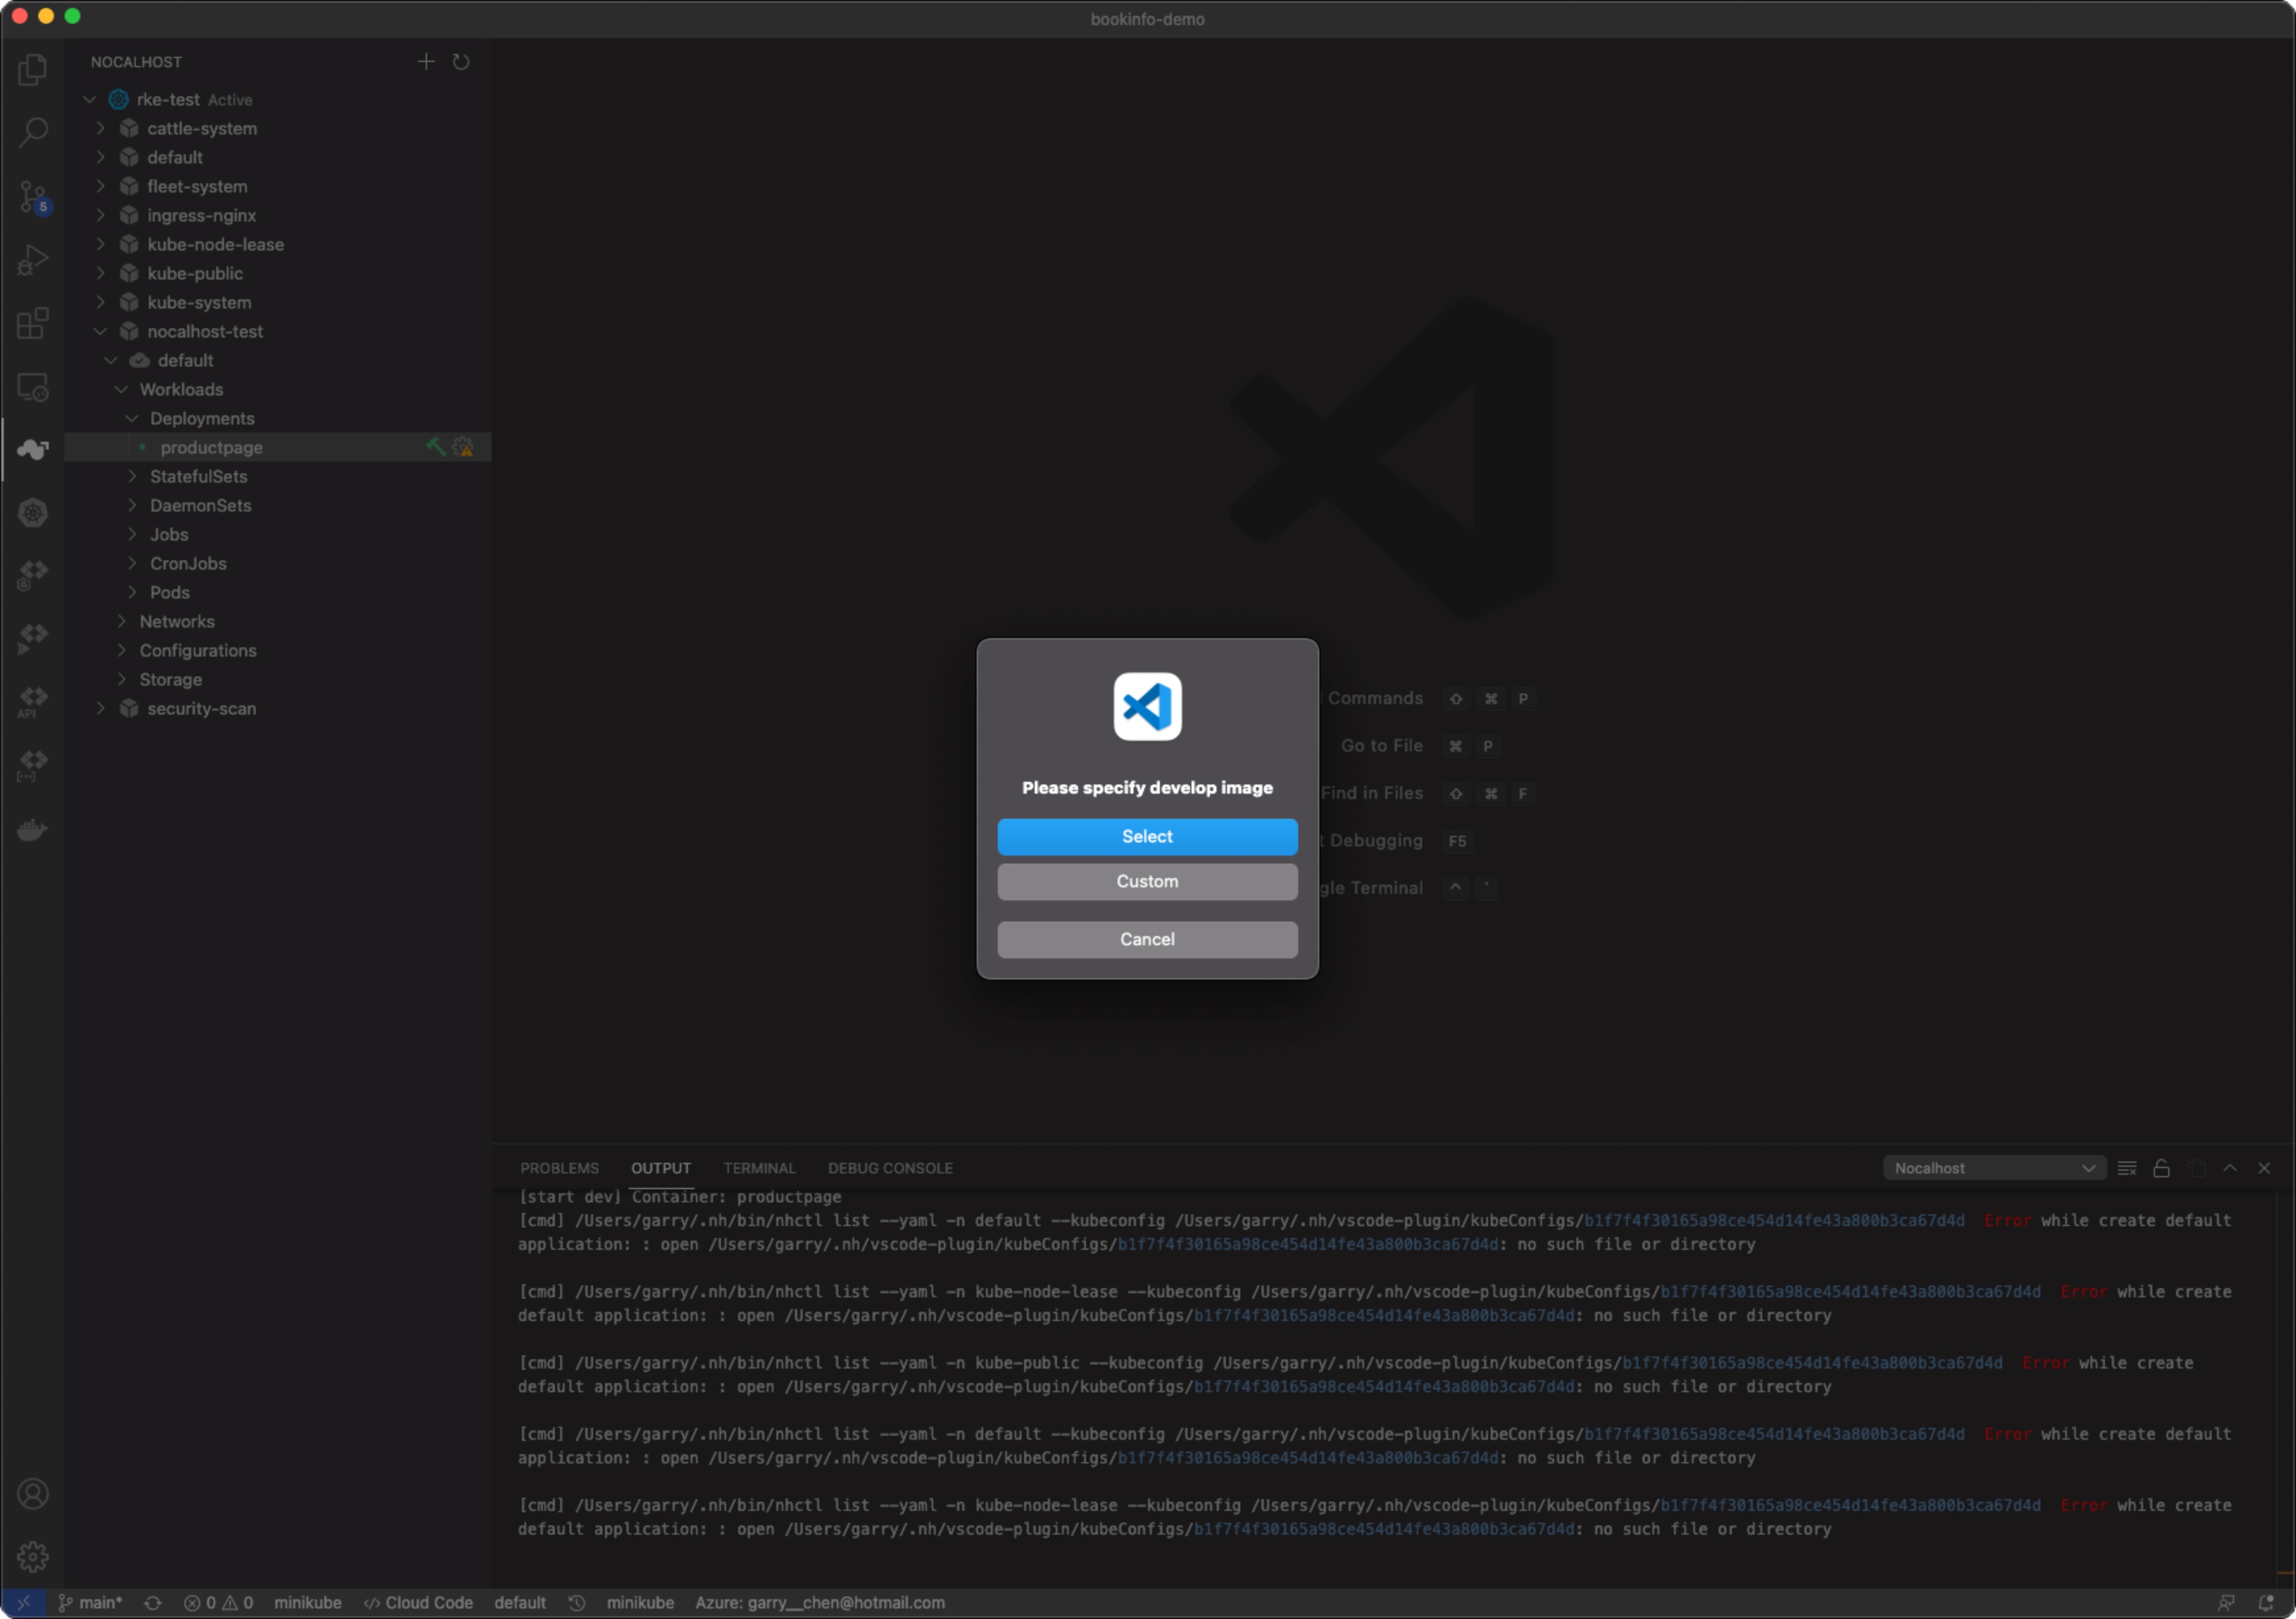 bookinfo-demo
NOCALHOST
rke-test Active
cattle-system
default
fleet-system
ingress-nginx
kube-node-lease
kube-public
kube-system
nocalhost-test
default
Workloads
Deployments
productpage
StatefulSets
DaemonSets
Jobs
CronJobs
Pods
Networks
Configurations
Storage
security-scan
5
API
Please specify develop image
Select
Custom
Cancel
Commands ⇧ ⌘ P
Go to File ⌘ P
Find in Files ⇧ ⌘ F
t Debugging F5
gle Terminal ^ `
PROBLEMS OUTPUT TERMINAL DEBUG CONSOLE Nocalhost
[start dev] Container: productpage
[cmd] /Users/garry/.nh/bin/nhctl list --yaml -n default --kubeconfig /Users/garry/.nh/vscode-plugin/kubeConfigs/b1f7f4f30165a98ce454d14fe43a800b3ca67d4d Error while create default
application: : open /Users/garry/.nh/vscode-plugin/kubeConfigs/b1f7f4f30165a98ce454d14fe43a800b3ca67d4d: no such file or directory
[cmd] /Users/garry/.nh/bin/nhctl list --yaml -n kube-node-lease --kubeconfig /Users/garry/.nh/vscode-plugin/kubeConfigs/b1f7f4f30165a98ce454d14fe43a800b3ca67d4d Error while create
default application: : open /Users/garry/.nh/vscode-plugin/kubeConfigs/b1f7f4f30165a98ce454d14fe43a800b3ca67d4d: no such file or directory
[cmd] /Users/garry/.nh/bin/nhctl list --yaml -n kube-public --kubeconfig /Users/garry/.nh/vscode-plugin/kubeConfigs/b1f7f4f30165a98ce454d14fe43a800b3ca67d4d Error while create
default application: : open /Users/garry/.nh/vscode-plugin/kubeConfigs/b1f7f4f30165a98ce454d14fe43a800b3ca67d4d: no such file or directory
[cmd] /Users/garry/.nh/bin/nhctl list --yaml -n default --kubeconfig /Users/garry/.nh/vscode-plugin/kubeConfigs/b1f7f4f30165a98ce454d14fe43a800b3ca67d4d Error while create default
application: : open /Users/garry/.nh/vscode-plugin/kubeConfigs/b1f7f4f30165a98ce454d14fe43a800b3ca67d4d: no such file or directory
[cmd] /Users/garry/.nh/bin/nhctl list --yaml -n kube-node-lease --kubeconfig /Users/garry/.nh/vscode-plugin/kubeConfigs/b1f7f4f30165a98ce454d14fe43a800b3ca67d4d Error while create
default application: : open /Users/garry/.nh/vscode-plugin/kubeConfigs/b1f7f4f30165a98ce454d14fe43a800b3ca67d4d: no such file or directory
main* 0 0 minikube Cloud Code default minikube Azure: garry__chen@hotmail.com